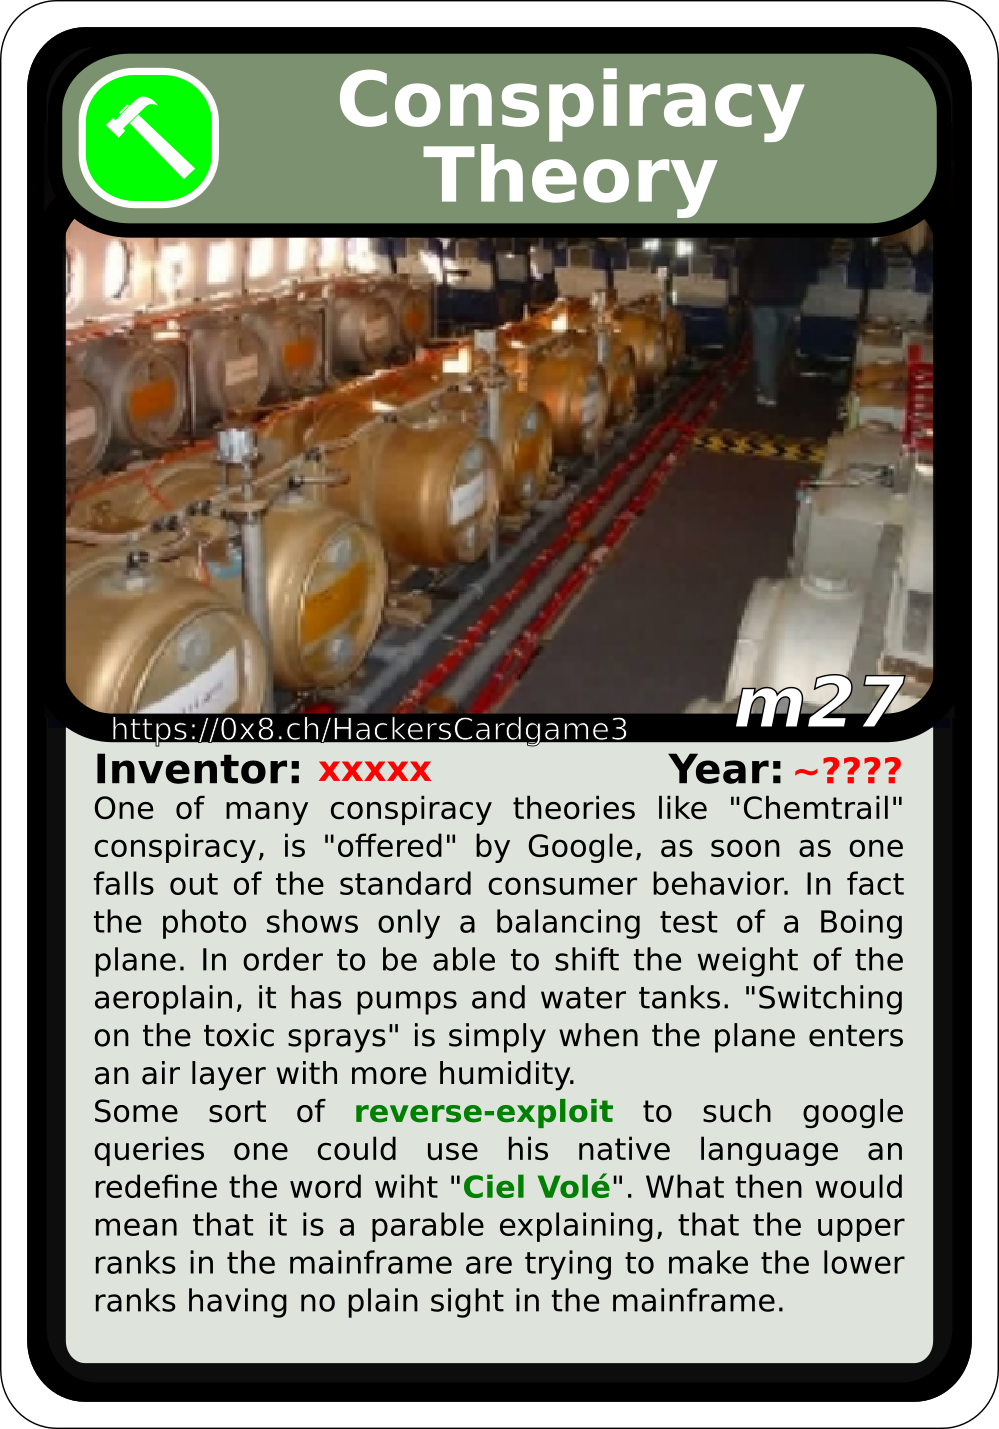 Conspiracy
Theory
m27
https://0x8.ch/HackersCardgame3
Inventor: xxxxx Year: ~????
One of many conspiracy theories like "Chemtrail"
conspiracy, is "offered" by Google, as soon as one
falls out of the standard consumer behavior. In fact
the photo shows only a balancing test of a Boing
plane. In order to be able to shift the weight of the
aeroplain, it has pumps and water tanks. "Switching
on the toxic sprays" is simply when the plane enters
an air layer with more humidity.
Some sort of reverse-exploit to such google
queries one could use his native language an
redefine the word wiht "Ciel Volé". What then would
mean that it is a parable explaining, that the upper
ranks in the mainframe are trying to make the lower
ranks having no plain sight in the mainframe.